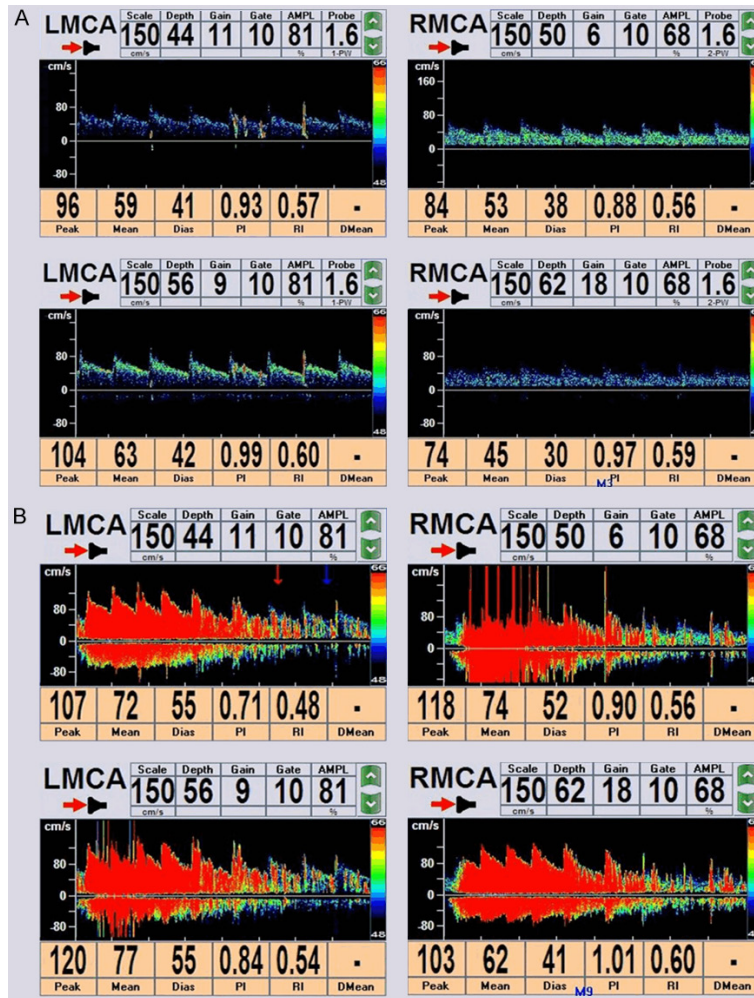 A
LMCA Scale Depth Gain Gate AMPL Probe
150 44 11 10 81 1.6
cm/s % 1-PW
cm/s
80
0
-80
66
48
96 59 41 0.93 0.57 -
Peak Mean Dias PI RI DMean
RMCA Scale Depth Gain Gate AMPL Probe
150 50 6 10 68 1.6
cm/s % 2-PW
cm/s
160
80
0
66
48
84 53 38 0.88 0.56 -
Peak Mean Dias PI RI DMean
LMCA Scale Depth Gain Gate AMPL Probe
150 56 9 10 81 1.6
cm/s % 1-PW
cm/s
80
0
-80
66
48
104 63 42 0.99 0.60 -
Peak Mean Dias PI RI DMean
RMCA Scale Depth Gain Gate AMPL Probe
150 62 18 10 68 1.6
cm/s % 2-PW
cm/s
80
0
-80
66
48
74 45 30 0.97 0.59 -
Peak Mean Dias M3 PI RI DMean
B
LMCA Scale Depth Gain Gate AMPL
150 44 11 10 81
cm/s %
cm/s
80
0
-80
66
48
107 72 55 0.71 0.48 -
Peak Mean Dias PI RI DMean
RMCA Scale Depth Gain Gate AMPL
150 50 6 10 68
cm/s %
cm/s
80
0
-80
66
48
118 74 52 0.90 0.56 -
Peak Mean Dias PI RI DMean
LMCA Scale Depth Gain Gate AMPL
150 56 9 10 81
cm/s %
cm/s
80
0
-80
66
48
120 77 55 0.84 0.54 -
Peak Mean Dias PI RI DMean
RMCA Scale Depth Gain Gate AMPL
150 62 18 10 68
cm/s %
cm/s
80
0
-80
66
48
103 62 41 1.01 0.60 -
Peak Mean Dias M9 PI RI DMean